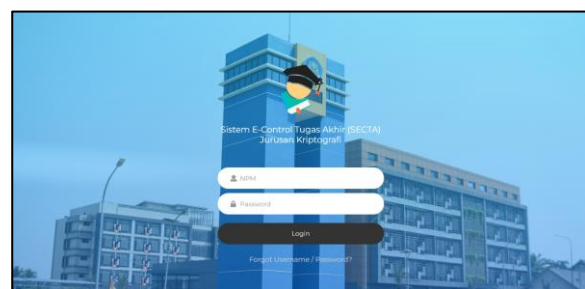 Sistem E-Control Tugas Akhir (SECTA)
Jurusan Kriptografi
NPM
Password
Login
Forgot Username / Password?